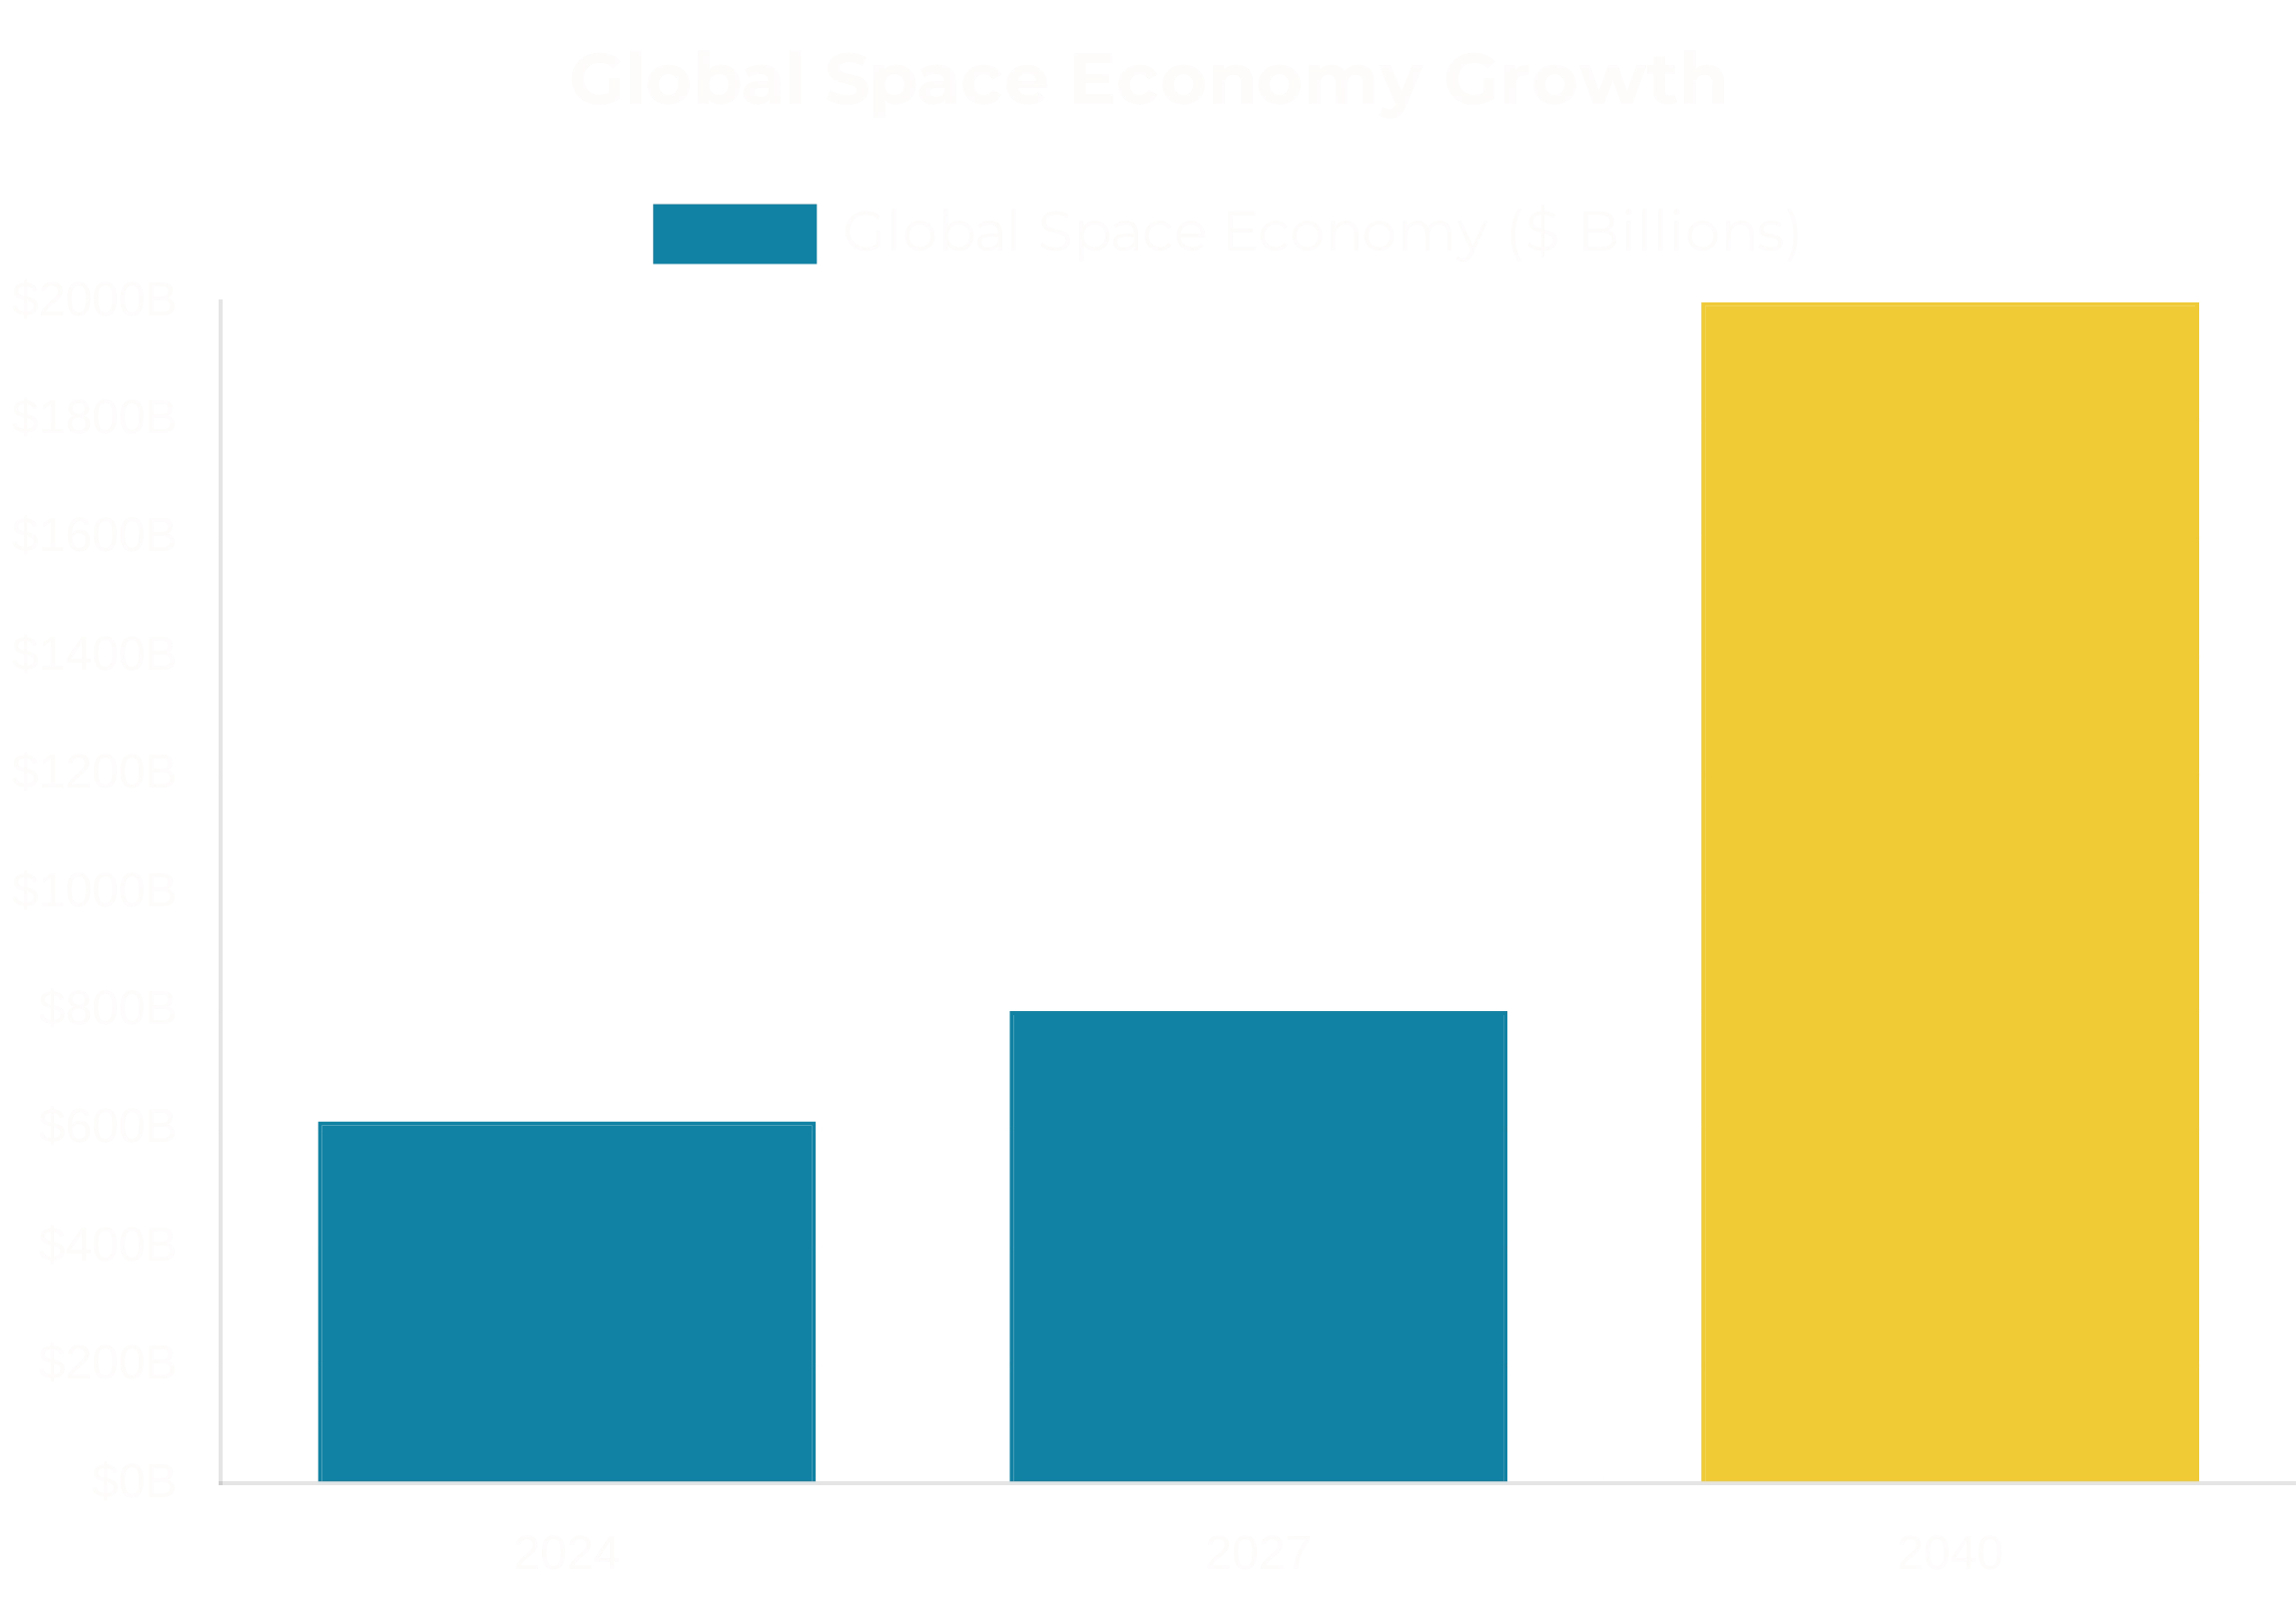 Global Space Economy Growth
Global Space Economy ($ Billions)
$2000B
$1800B
$1600B
$1400B
$1200B
$1000B
$800B
$600B
$400B
$200B
$0B
2024
2027
2040